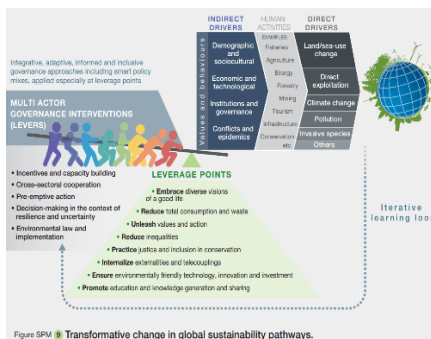 INDIRECT
DRIVERS
HUMAN
ACTIVITIES
DIRECT
DRIVERS
Values and behaviours
Demographic
and
sociocultural
Economic and
technological
Institutions and
governance
Conflicts and
epidemics
EXAMPLES:
Fisheries
Agriculture
Energy
Forestry
Mining
Tourism
Infrastructure
Conservation
etc
Land/sea-use
change
Direct
exploitation
Climate change
Pollution
Invasive species
Others
Integrative, adaptive, informed and inclusive
governance approaches including smart policy
mixes, applied especially at leverage points
MULTI ACTOR
GOVERNANCE INTERVENTIONS
(LEVERS)
• Incentives and capacity building
• Cross-sectoral cooperation
• Pre-emptive action
• Decision-making in the context of
resilience and uncertainty
• Environmental law and
implementation
LEVERAGE POINTS
• Embrace diverse visions
of a good life
• Reduce total consumption and waste
• Unleash values and action
• Reduce inequalities
• Practice justice and inclusion in conservation
• Internalize externalities and telecouplings
• Ensure environmentally friendly technology, innovation and investment
• Promote education and knowledge generation and sharing
Iterative
learning loo
Figure SPM 9 Transformative change in global sustainability pathways.